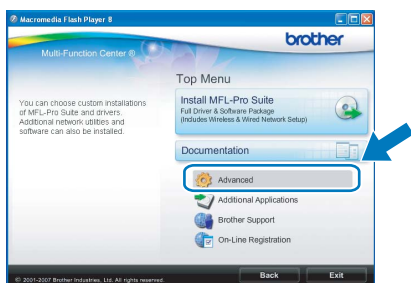 Macromedia Flash Player 8
brother
Multi-Function Center ®
Top Menu
You can choose custom installations
of MFL-Pro Suite and drivers.
Additional network utilities and
software can also be installed.
Install MFL-Pro Suite
Full Driver & Software Package
(Includes Wireless & Wired Network Setup)
Documentation
Advanced
Additional Applications
Brother Support
On-Line Registration
© 2001-2007 Brother Industries, Ltd. All rights reserved.
Back
Exit